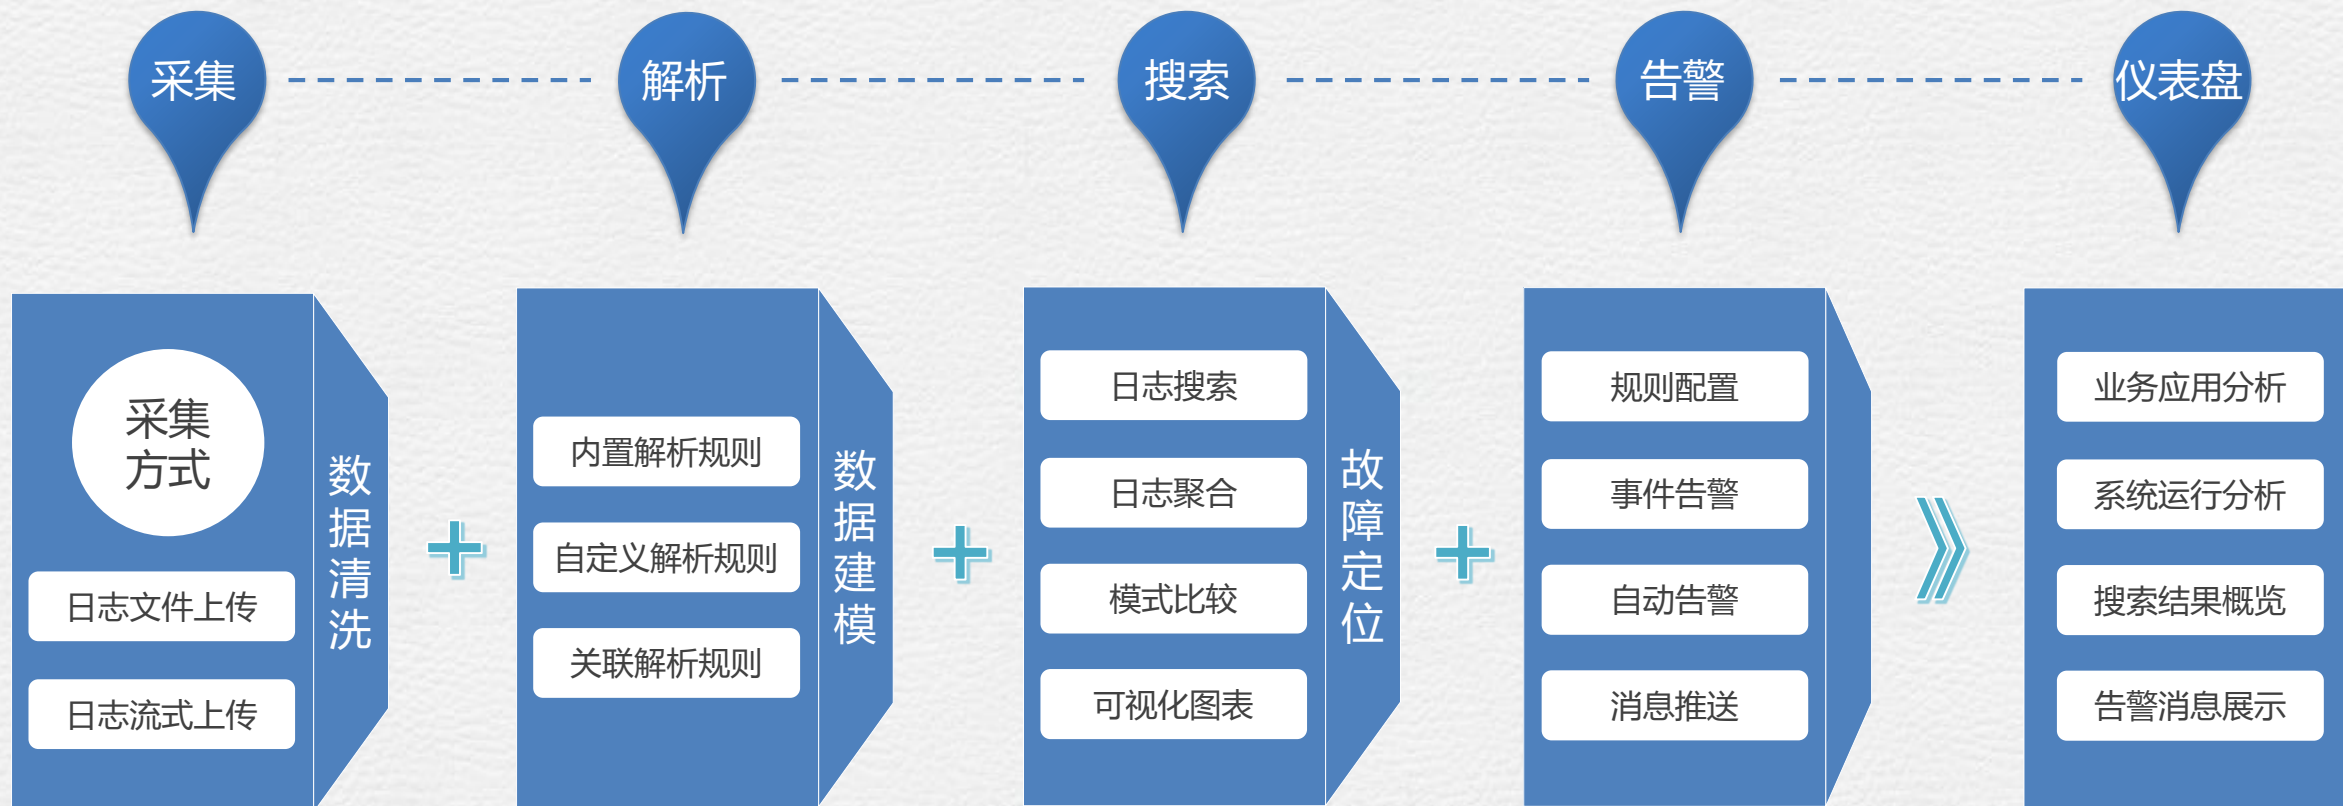 采集
解析
搜索
告警
仪表盘
采集
方式
日志文件上传
日志流式上传
数据清洗
内置解析规则
自定义解析规则
关联解析规则
数据建模
日志搜索
日志聚合
模式比较
可视化图表
故障定位
规则配置
事件告警
自动告警
消息推送
业务应用分析
系统运行分析
搜索结果概览
告警消息展示